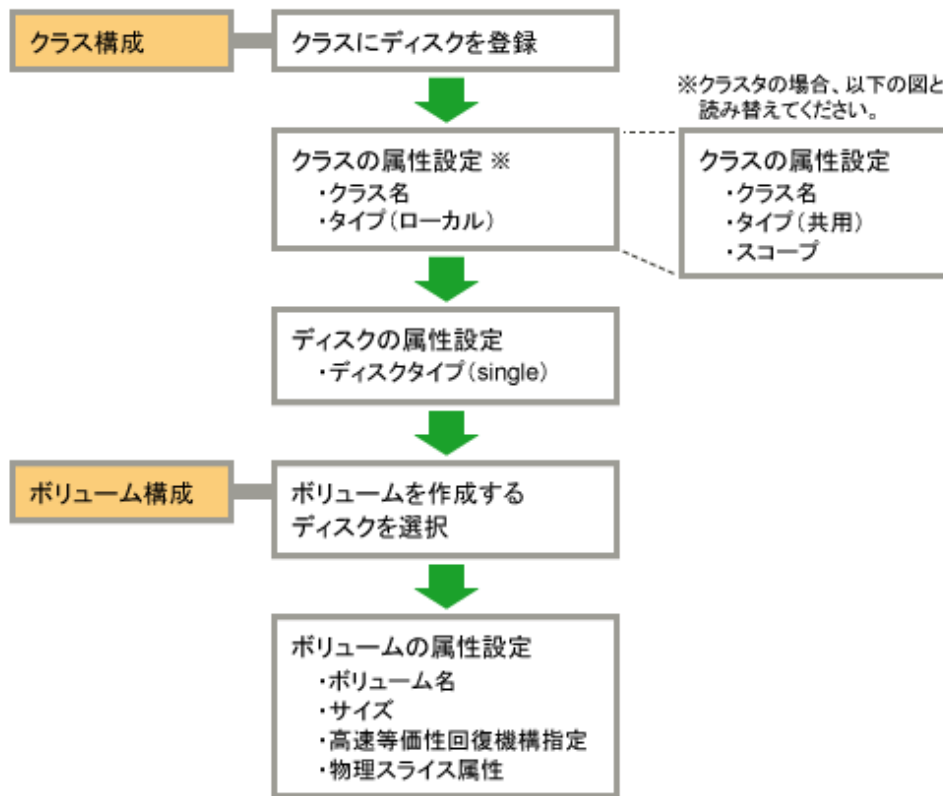 クラス構成
クラスにディスクを登録
※クラスタの場合、以下の図と
読み替えてください。
クラスの属性設定 ※
・クラス名
・タイプ(ローカル)
クラスの属性設定
・クラス名
・タイプ(共用)
・スコープ
ディスクの属性設定
・ディスクタイプ(single)
ボリューム構成
ボリュームを作成する
ディスクを選択
ボリュームの属性設定
・ボリューム名
・サイズ
・高速等価性回復機構指定
・物理スライス属性